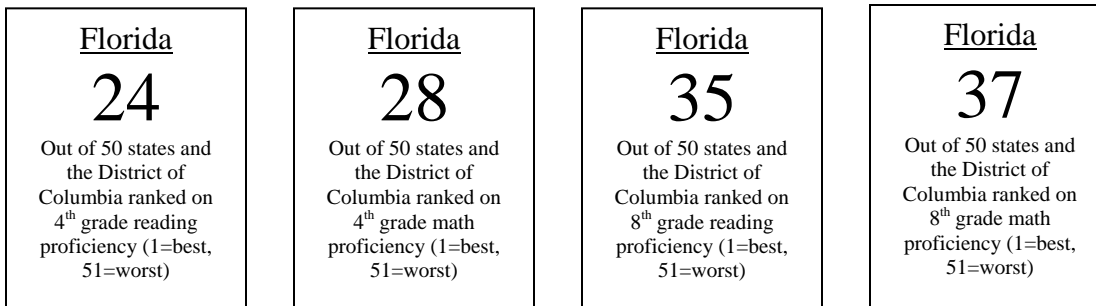 Florida
24
Out of 50 states and
the District of
Columbia ranked on
4th grade reading
proficiency (1=best,
51=worst)
Florida
28
Out of 50 states and
the District of
Columbia ranked on
4th grade math
proficiency (1=best,
51=worst)
Florida
35
Out of 50 states and
the District of
Columbia ranked on
8th grade reading
proficiency (1=best,
51=worst)
Florida
37
Out of 50 states and
the District of
Columbia ranked on
8th grade math
proficiency (1=best,
51=worst)